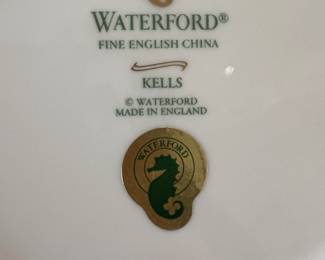 WATERFORD®
FINE ENGLISH CHINA
KELLS
© WATERFORD
MADE IN ENGLAND
WATERFORD